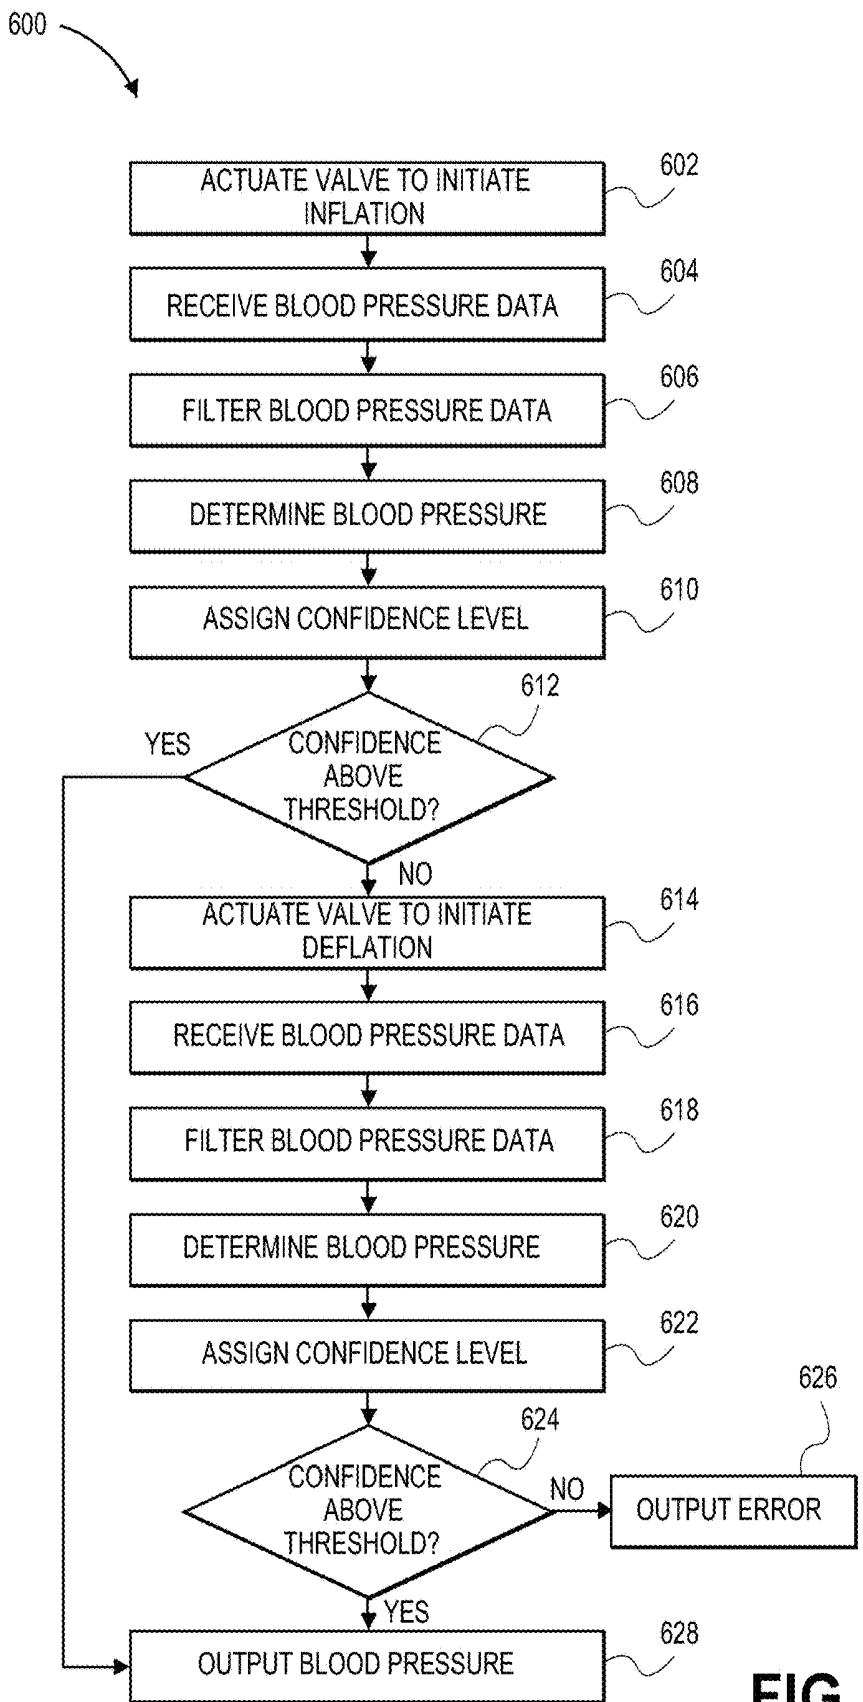 600
ACTUATE VALVE TO INITIATE
INFLATION
602
RECEIVE BLOOD PRESSURE DATA
604
FILTER BLOOD PRESSURE DATA
606
DETERMINE BLOOD PRESSURE
608
ASSIGN CONFIDENCE LEVEL
610
612
YES
CONFIDENCE
ABOVE
THRESHOLD?
NO
ACTUATE VALVE TO INITIATE
DEFLATION
614
RECEIVE BLOOD PRESSURE DATA
616
FILTER BLOOD PRESSURE DATA
618
DETERMINE BLOOD PRESSURE
620
ASSIGN CONFIDENCE LEVEL
622
624
CONFIDENCE
ABOVE
THRESHOLD?
NO
626
OUTPUT ERROR
YES
OUTPUT BLOOD PRESSURE
628
FIG